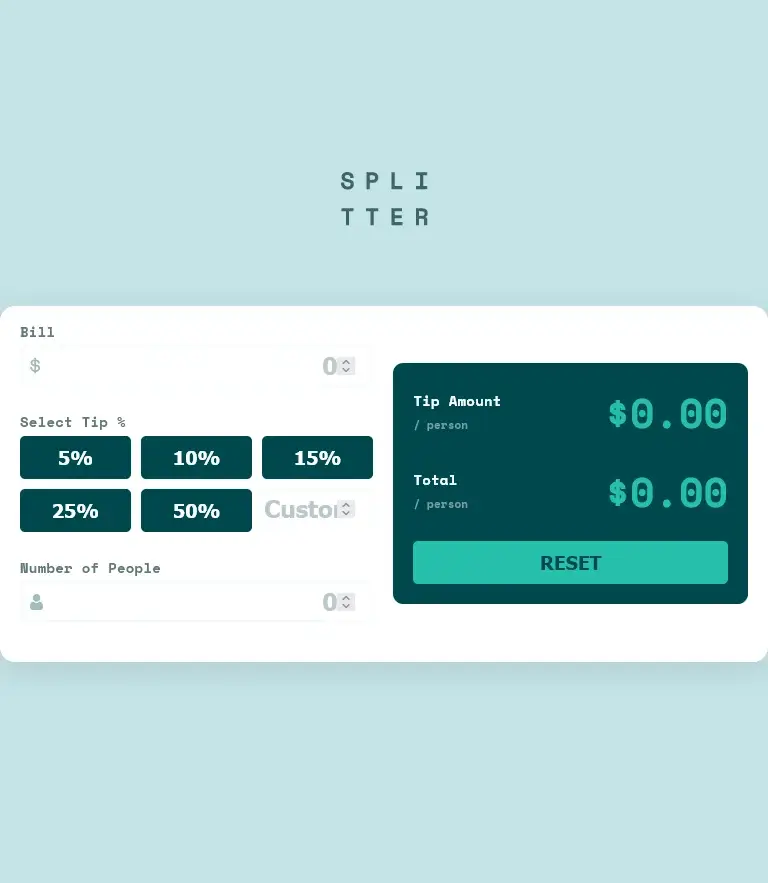 SPLI
TTER
Bill
$ 0
Select Tip %
5% 10% 15%
25% 50% Custo
Number of People
0
Tip Amount $0.00
/ person
Total $0.00
/ person
RESET